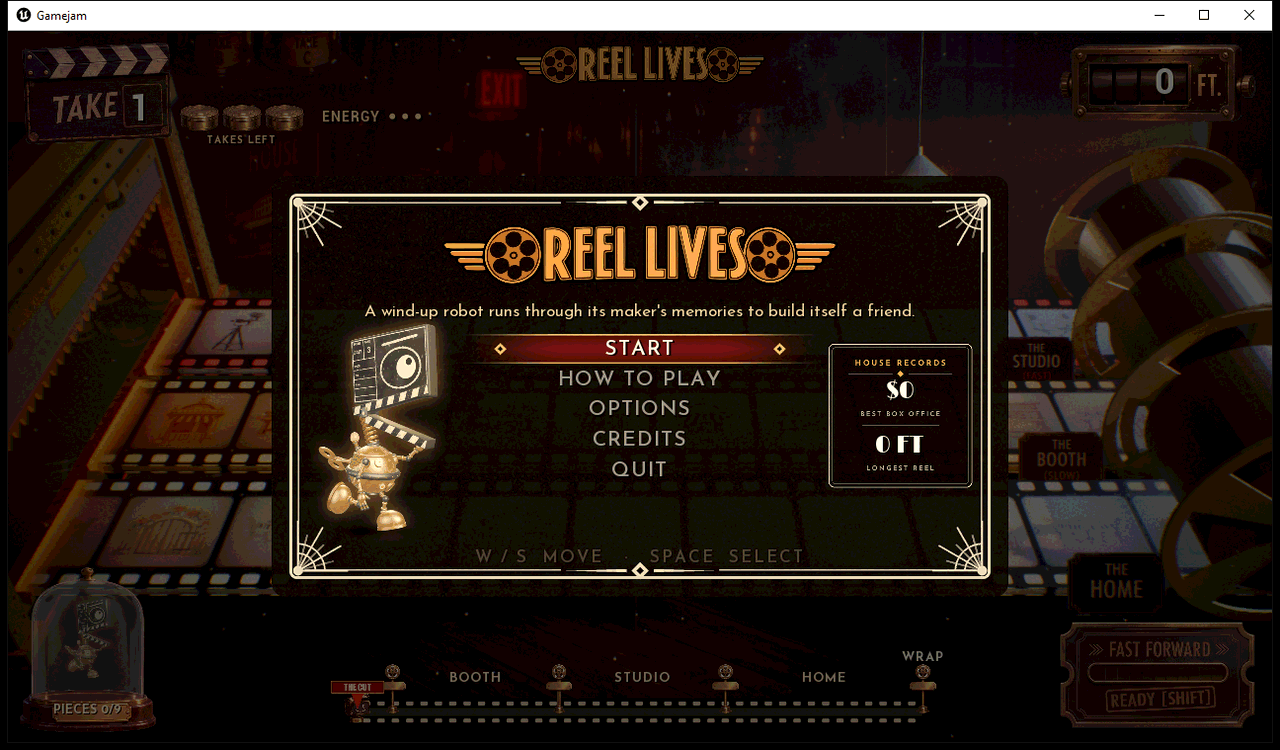 Gamejam
TAKE 1
TAKES LEFT
ENERGY
EXIT
REEL LIVES
0 FT.
REEL LIVES
A wind-up robot runs through its maker's memories to build itself a friend.
START
HOW TO PLAY
OPTIONS
CREDITS
QUIT
HOUSE RECORDS
$0
BEST BOX OFFICE
0 FT
LONGEST REEL
W / S MOVE · SPACE SELECT
THE
STUDIO
THE
BOOTH
(SLOW)
THE
HOME
PIECES 0/9
THE CUT
BOOTH
STUDIO
HOME
WRAP
FAST FORWARD
READY [SHIFT]